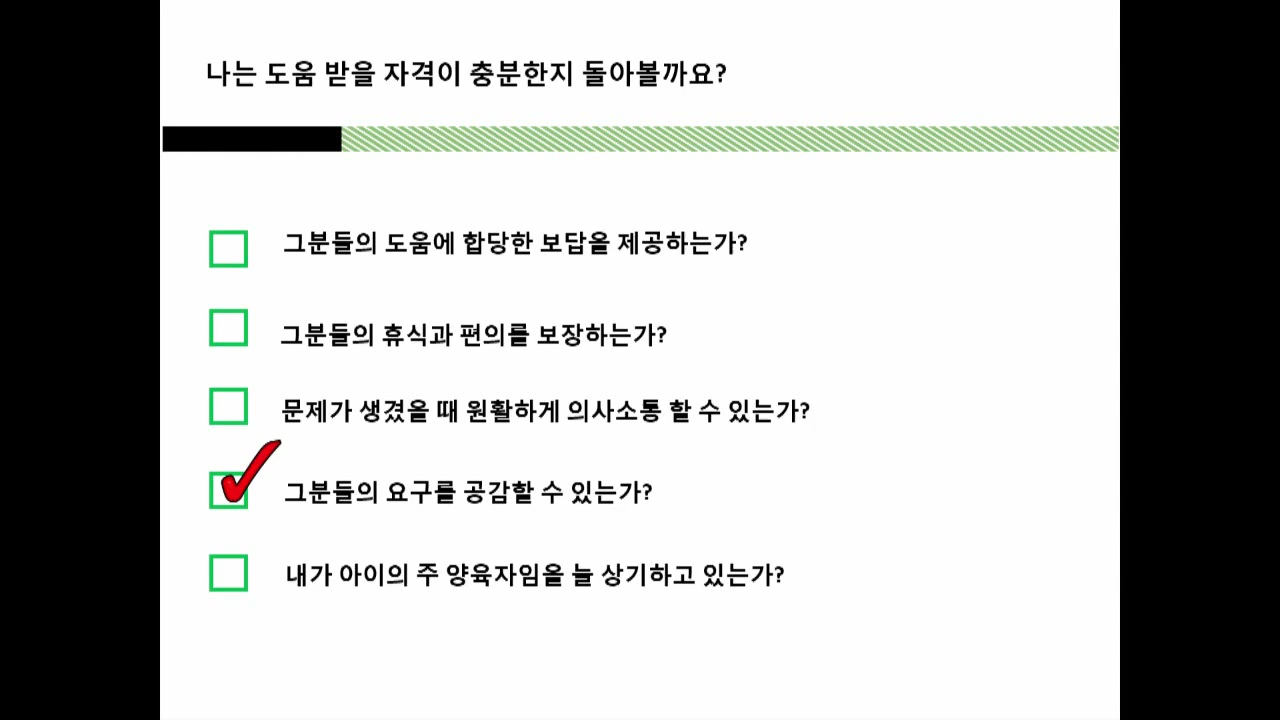 나는 도움 받을 자격이 충분한지 돌아볼까요?
그분들의 도움에 합당한 보답을 제공하는가?
그분들의 휴식과 편의를 보장하는가?
문제가 생겼을 때 원활하게 의사소통 할 수 있는가?
그분들의 요구를 공감할 수 있는가?
내가 아이의 주 양육자임을 늘 상기하고 있는가?